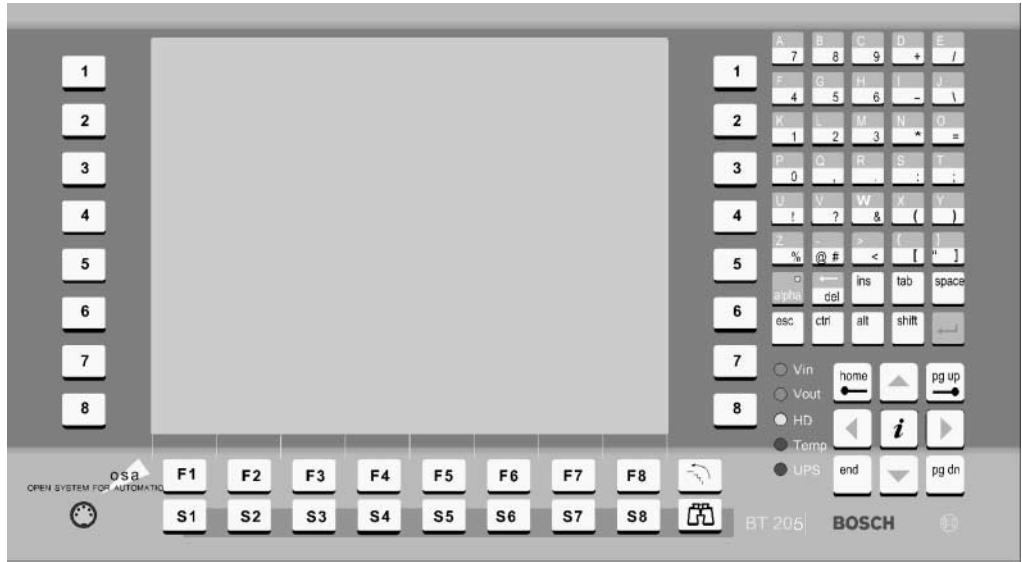 1
2
3
4
5
6
7
8
1
2
3
4
5
6
7
8
A B C D E
7 8 9 + /
F G H I J
4 5 6 - \
K L M N O
1 2 3 * =
P Q R S T
0 , . : ;
U V W X Y
! ? & ( )
Z - > { }
% @ # < [ " ]
alpha del ins tab space
esc ctrl alt shift
Vin
Vout
HD
Temp
UPS
home pg up
i
end pg dn
osa
OPEN SYSTEM FOR AUTOMATIC
F1 F2 F3 F4 F5 F6 F7 F8
S1 S2 S3 S4 S5 S6 S7 S8
BT 205 BOSCH